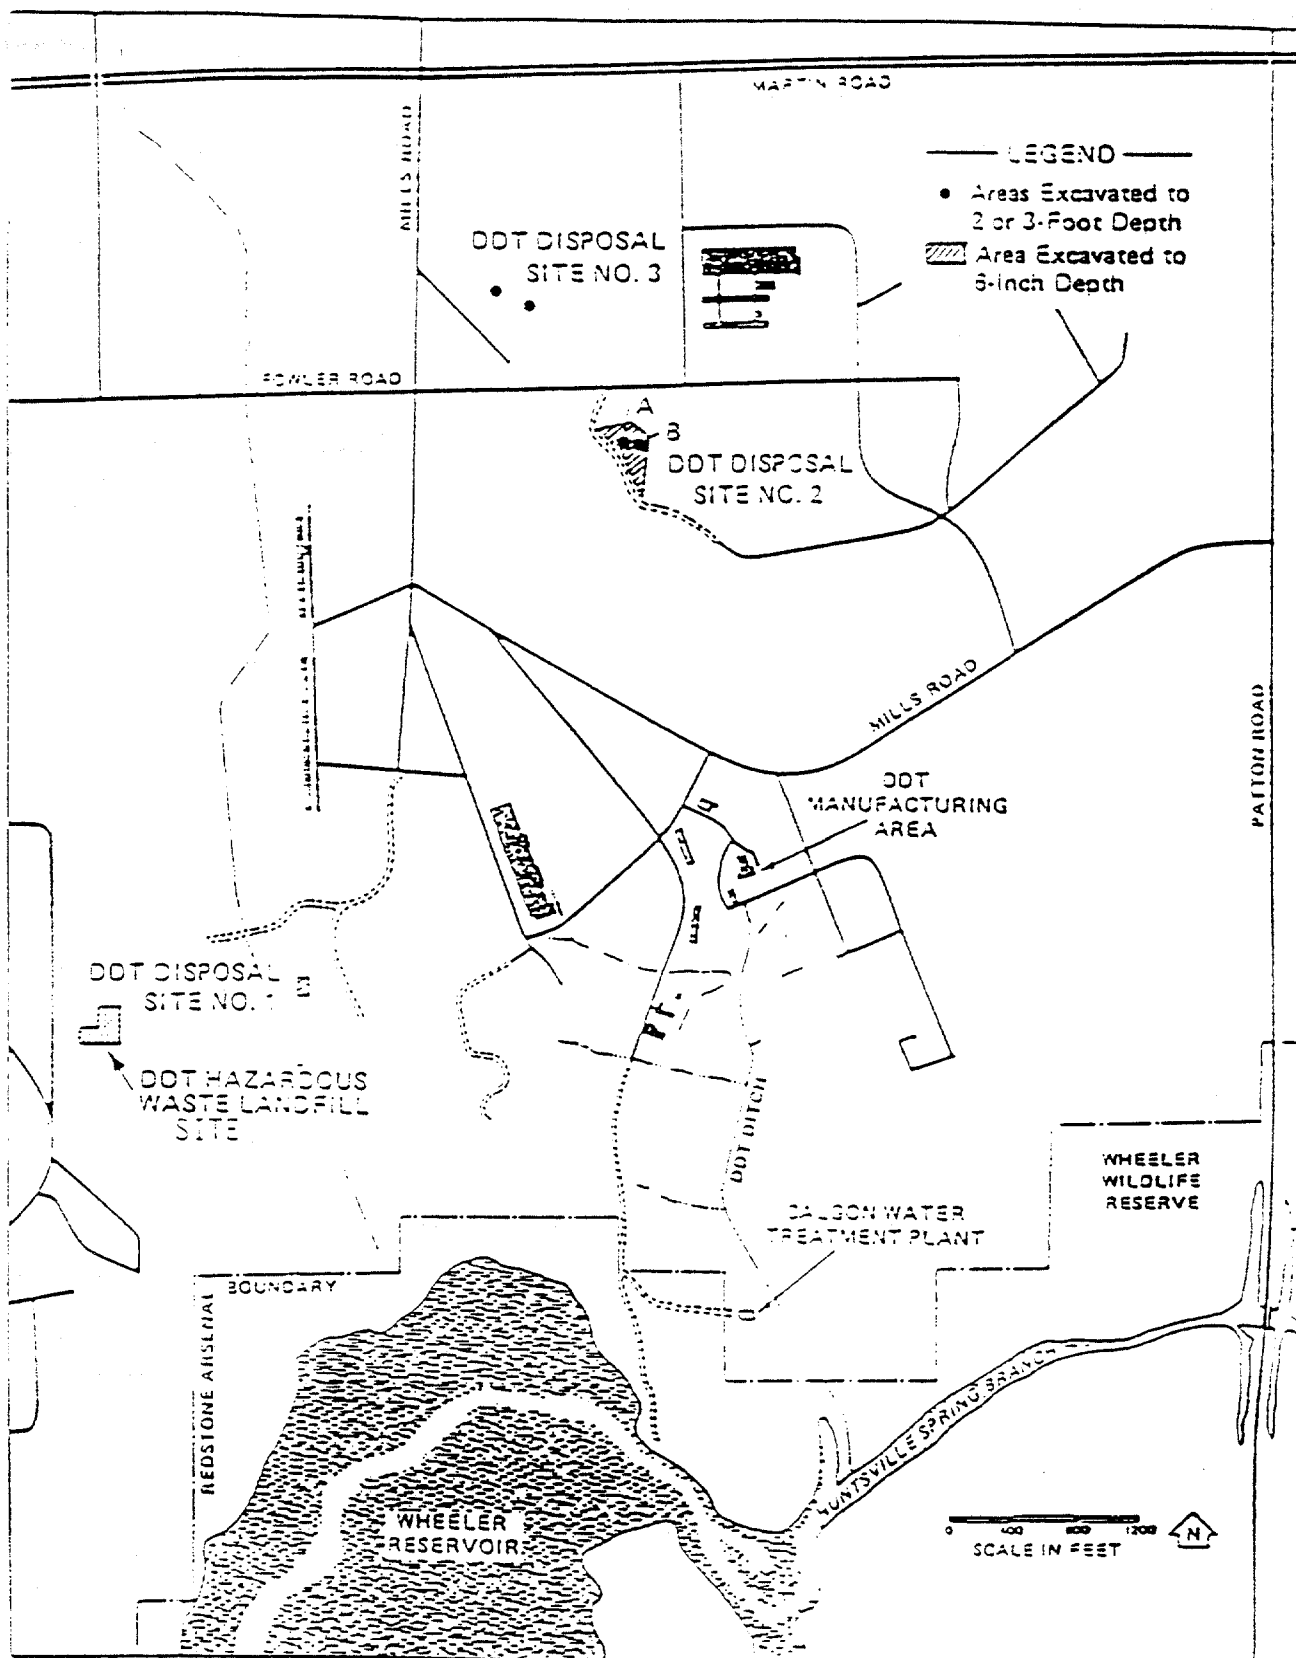 MARTIN ROAD
MILLS ROAD
LEGEND
Areas Excavated to
2 or 3-Foot Depth
Area Excavated to
6-Inch Depth
DDT DISPOSAL
SITE NO. 3
FOWLER ROAD
A
B
DDT DISPOSAL
SITE NO. 2
MILLS ROAD
PATTON ROAD
DDT
MANUFACTURING
AREA
DDT DISPOSAL
SITE NO. 1
DDT HAZARDOUS
WASTE LANDFILL
SITE
DDT DITCH
WHEELER
WILDLIFE
RESERVE
CALGON WATER
TREATMENT PLANT
BOUNDARY
REDSTONE ARSENAL
HUNTSVILLE SPRING BRANCH
WHEELER
RESERVOIR
0 400 800 1200
SCALE IN FEET
N